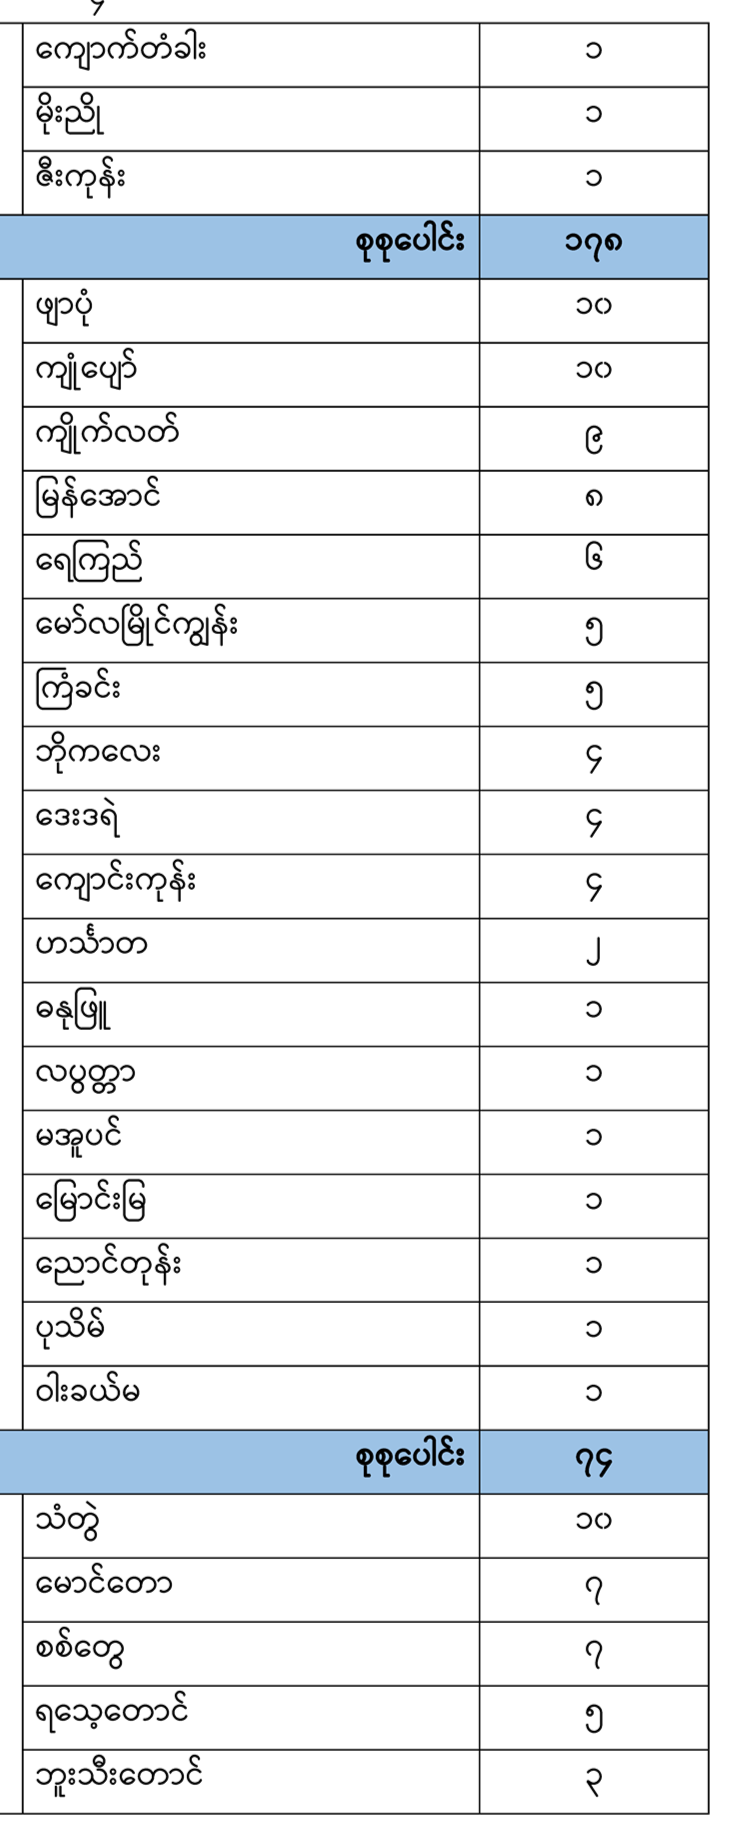 ကျောက်တံခါး ၁
မိုးညို ၁
ဇီးကုန်း ၁
စုစုပေါင်း ၁၇၈
ဖျာပုံ ၁၀
ကျုံပျော် ၁၀
ကျိုက်လတ် ၉
မြန်အောင် ၈
ရေကြည် ၆
မော်လမြိုင်ကျွန်း ၅
ကြံခင်း ၅
ဘိုကလေး ၄
ဒေးဒရဲ ၄
ကျောင်းကုန်း ၄
ဟင်္သာတ ၂
ဓနုဖြူ ၁
လပွတ္တာ ၁
မအူပင် ၁
မြောင်းမြ ၁
ညောင်တုန်း ၁
ပုသိမ် ၁
ဝါးခယ်မ ၁
စုစုပေါင်း ၇၄
သံတွဲ ၁၀
မောင်တော ၇
စစ်တွေ ၇
ရသေ့တောင် ၅
ဘူးသီးတောင် ၃